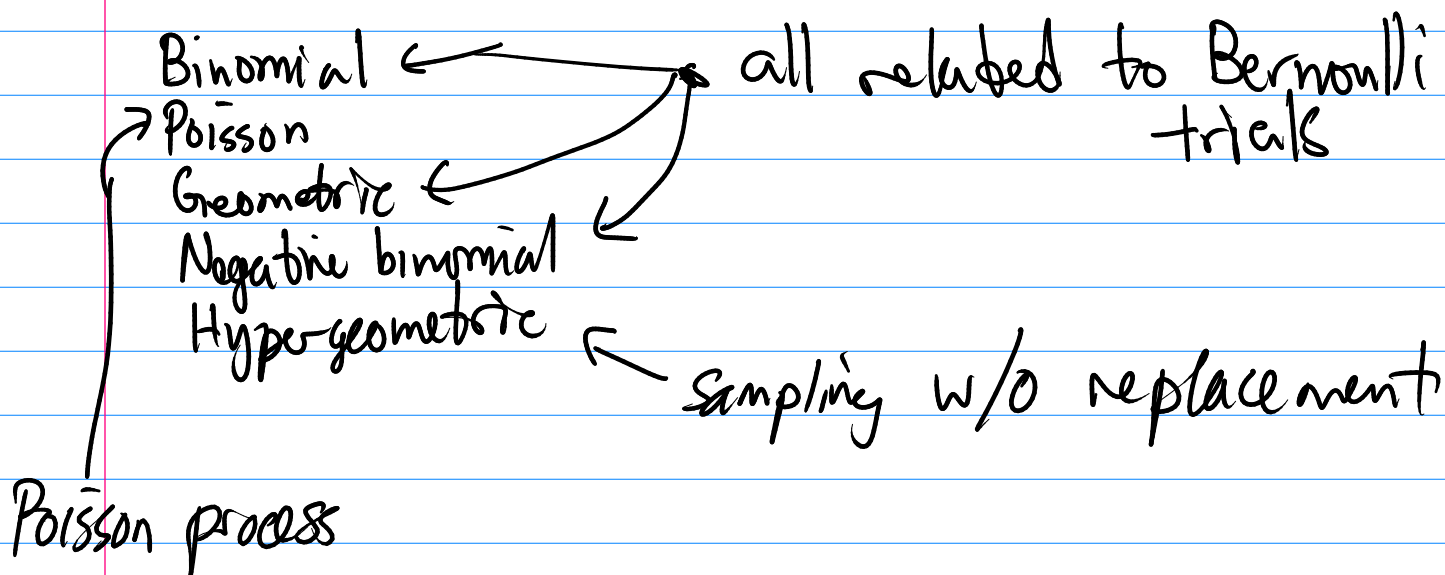 Binomial
all related to Bernoulli
trials
Poisson
Geometric
Negative binomial
Hypergeometric
sampling w/o replacement
Poisson process